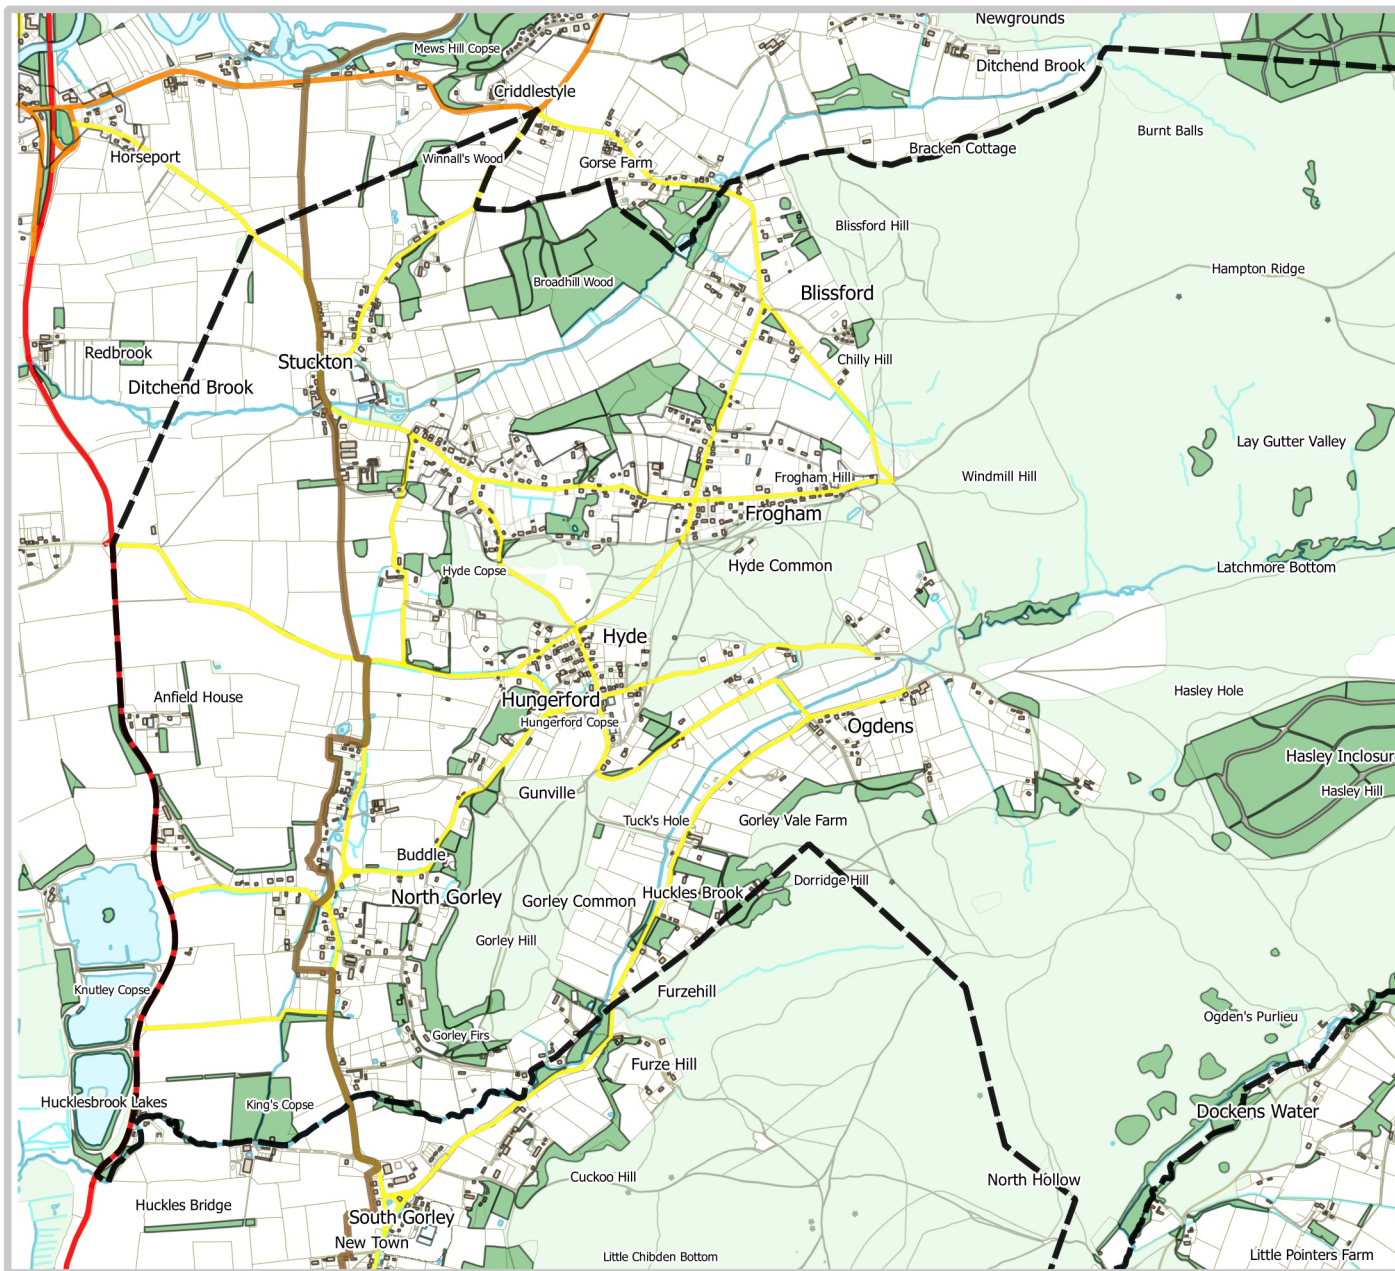 Newgrounds
Mews Hill Copse
Ditchend Brook
Criddlestyle
Burnt Balls
Bracken Cottage
Horseport
Winnall's Wood
Gorse Farm
Blissford Hill
Hampton Ridge
Broadhill Wood
Blissford
Redbrook
Stuckton
Chilly Hill
Ditchend Brook
Lay Gutter Valley
Frogham Hill
Windmill Hill
Frogham
Hyde Copse
Hyde Common
Latchmore Bottom
Hyde
Anfield House
Hungerford
Hasley Hole
Hungerford Copse
Ogdens
Hasley Inclosur
Gunville
Hasley Hill
Tuck's Hole
Gorley Vale Farm
Buddle
Dorridge Hill
North Gorley
Gorley Common
Huckles Brook
Gorley Hill
Knutley Copse
Furzehill
Ogden's Purlieu
Gorley Firs
Furze Hill
Hucklesbrook Lakes
King's Copse
Dockens Water
Cuckoo Hill
North Hollow
Huckles Bridge
South Gorley
New Town
Little Chibden Bottom
Little Pointers Farm